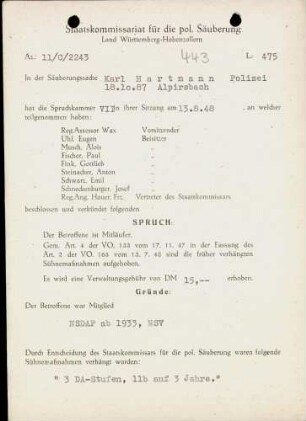 Staatskommissariat für die pol. Säuberung
Land Württemberg-Hohenzollern
Az. 11/C/2243 443 L. 475
In der Säuberungssache Karl Hartmann Polizei
18.10.87 Alpirsbach
hat die Spruchkammer VIII in ihrer Sitzung am 13.8.48, an welcher
teilgenommen haben:
Reg.Assessor Wax Vorsitzender
Uhl, Eugen Beisitzer
Musch, Alois "
Fischer, Paul "
Fink, Gottlieb "
Steinacher, Anton "
Schwarz, Emil "
Schneckenburger, Josef "
Reg.Ang. Hauer, Frz. Vertreter des Staatskommissars
beschlossen und verkündet folgenden
SPRUCH:
Der Betroffene ist Mitläufer.
Gem. Art. 4 der VO. 133 vom 17. 11. 47 in der Fassung des
Art. 2 der VO. 165 vom 13. 7. 48 sind die früher verhängten
Sühnemaßnahmen aufgehoben.
Es wird eine Verwaltungsgebühr von DM 15,-- erhoben.
Gründe:
Der Betroffene war Mitglied
NSDAP ab 1933, NSV
Durch Entscheidung des Staatskommissars für die pol. Säuberung waren folgende
Sühnemaßnahmen verhängt worden:
" 3 DA-Stufen, 11b auf 3 Jahre."